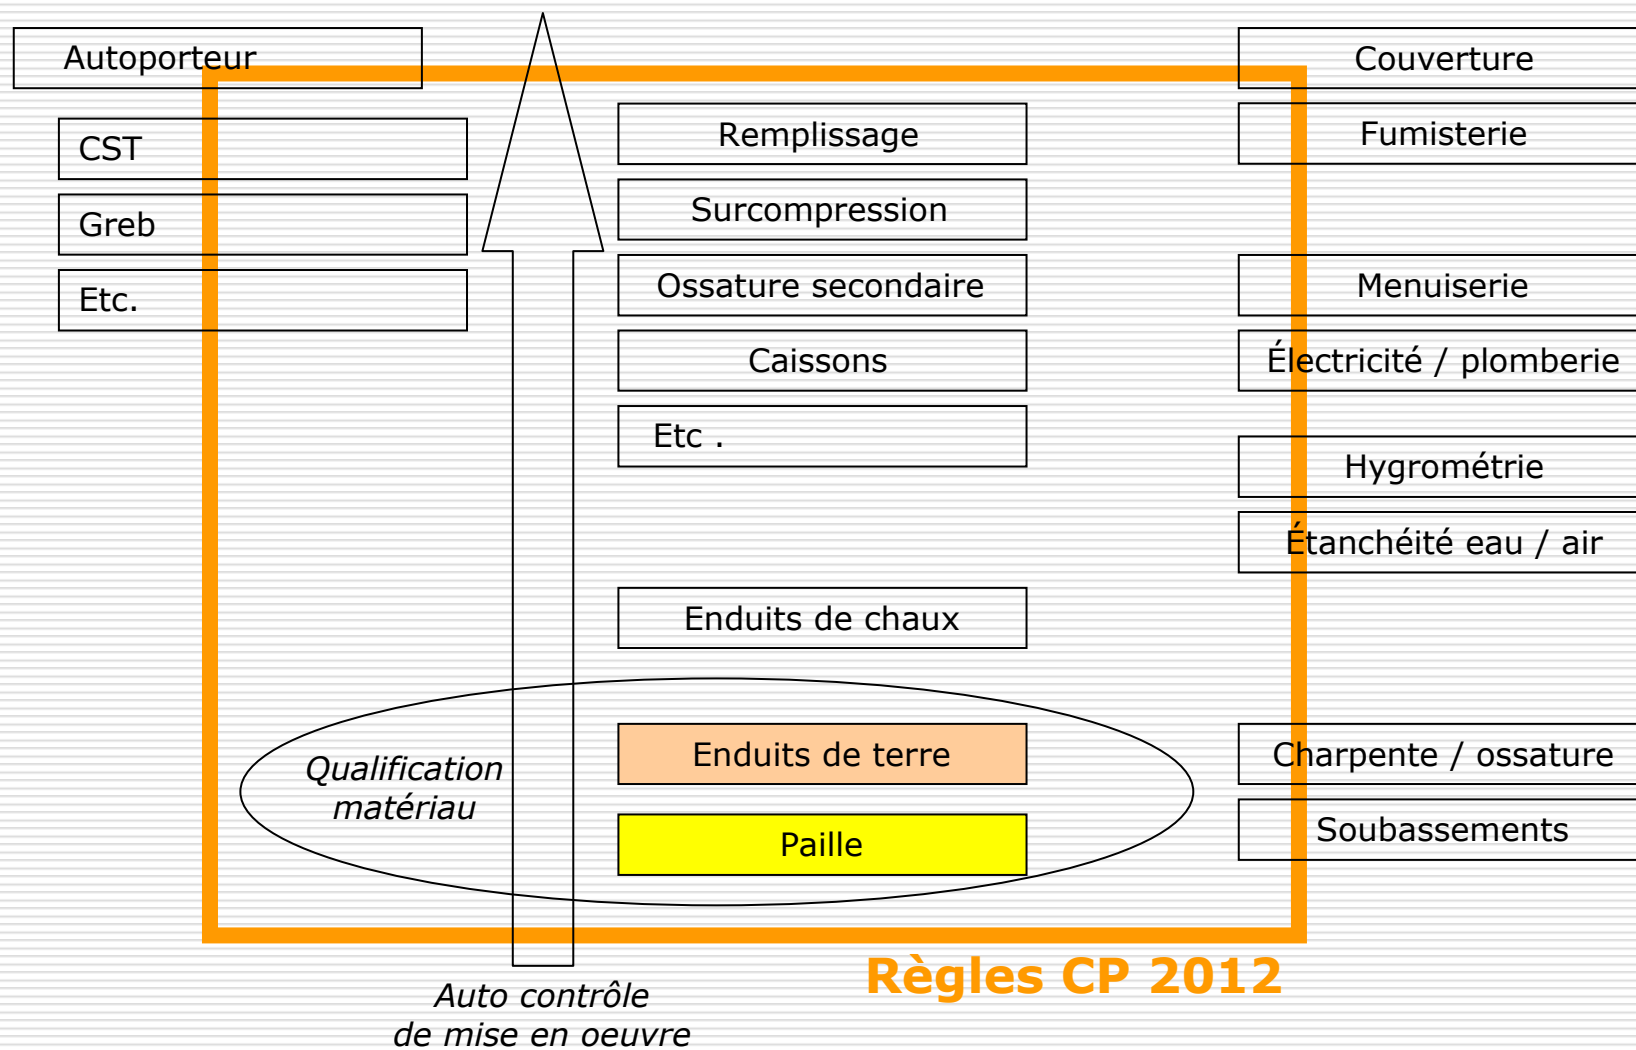 Autoporteur
CST
Greb
Etc.
Remplissage
Surcompression
Ossature secondaire
Caissons
Etc .
Enduits de chaux
Qualification
matériau
Enduits de terre
Paille
Couverture
Fumisterie
Menuiserie
Électricité / plomberie
Hygrométrie
Étanchéité eau / air
Charpente / ossature
Soubassements
Règles CP 2012
Auto contrôle
de mise en oeuvre